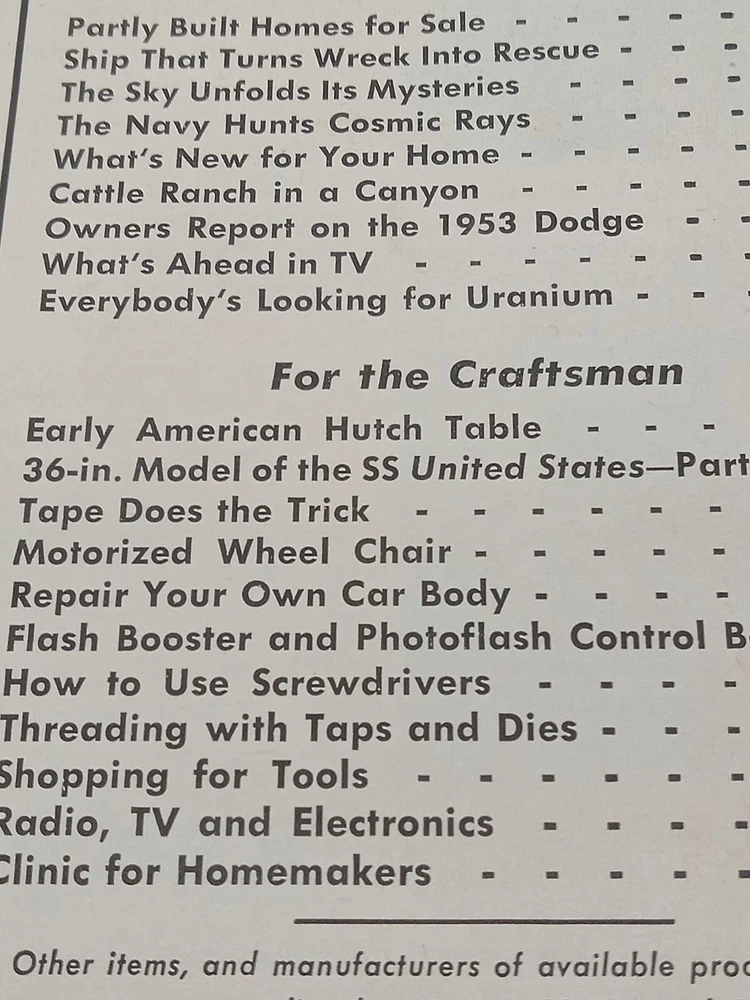 Partly Built Homes for Sale - - - - -
Ship That Turns Wreck Into Rescue - - -
The Sky Unfolds Its Mysteries - - - -
The Navy Hunts Cosmic Rays - - - -
What's New for Your Home - - - - -
Cattle Ranch in a Canyon - - - - -
Owners Report on the 1953 Dodge - -
What's Ahead in TV - - - - - - -
Everybody's Looking for Uranium - - -
For the Craftsman
Early American Hutch Table - - -
36-in. Model of the SS United States—Part
Tape Does the Trick - - - - - -
Motorized Wheel Chair - - - - -
Repair Your Own Car Body - - - -
Flash Booster and Photoflash Control B
How to Use Screwdrivers - - - -
Threading with Taps and Dies - - -
Shopping for Tools - - - - - -
Radio, TV and Electronics - - - -
Clinic for Homemakers - - - - -
Other items, and manufacturers of available